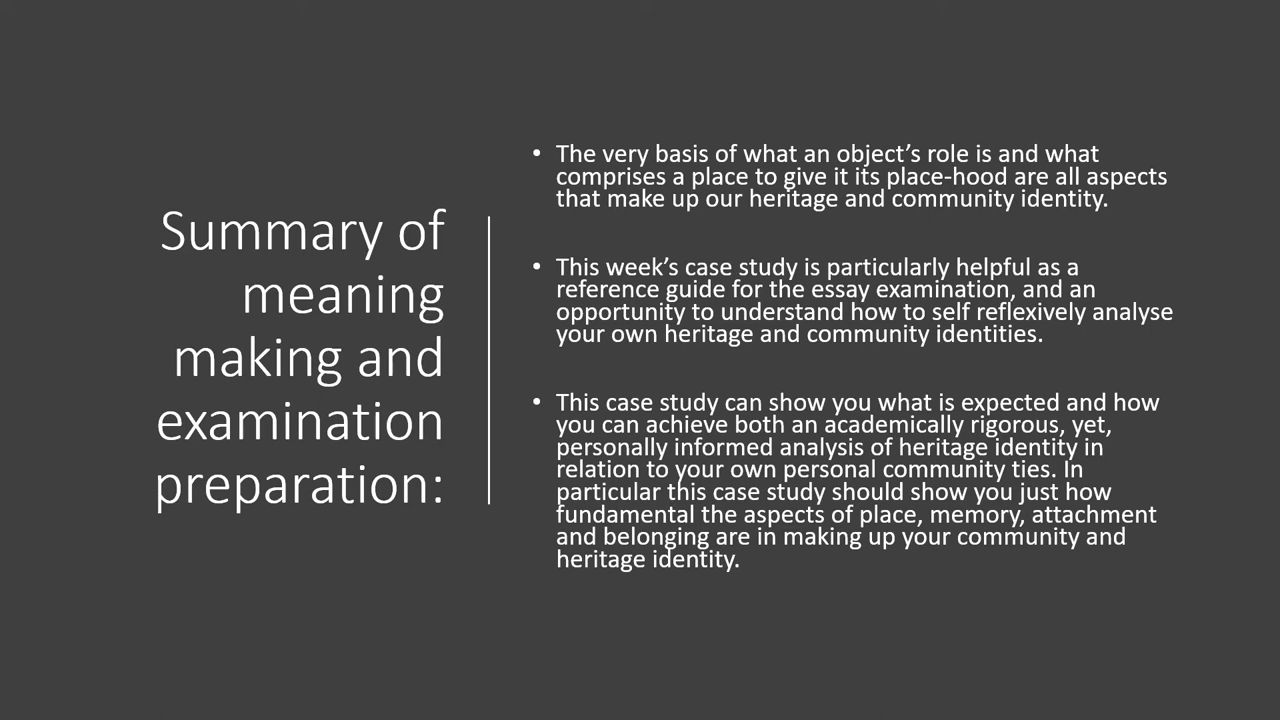 Summary of
meaning
making and
examination
preparation:
• The very basis of what an object’s role is and what
comprises a place to give it its place-hood are all aspects
that make up our heritage and community identity.
• This week’s case study is particularly helpful as a
reference guide for the essay examination, and an
opportunity to understand how to self reflexively analyse
your own heritage and community identities.
• This case study can show you what is expected and how
you can achieve both an academically rigorous, yet,
personally informed analysis of heritage identity in
relation to your own personal community ties. In
particular this case study should show you just how
fundamental the aspects of place, memory, attachment
and belonging are in making up your community and
heritage identity.